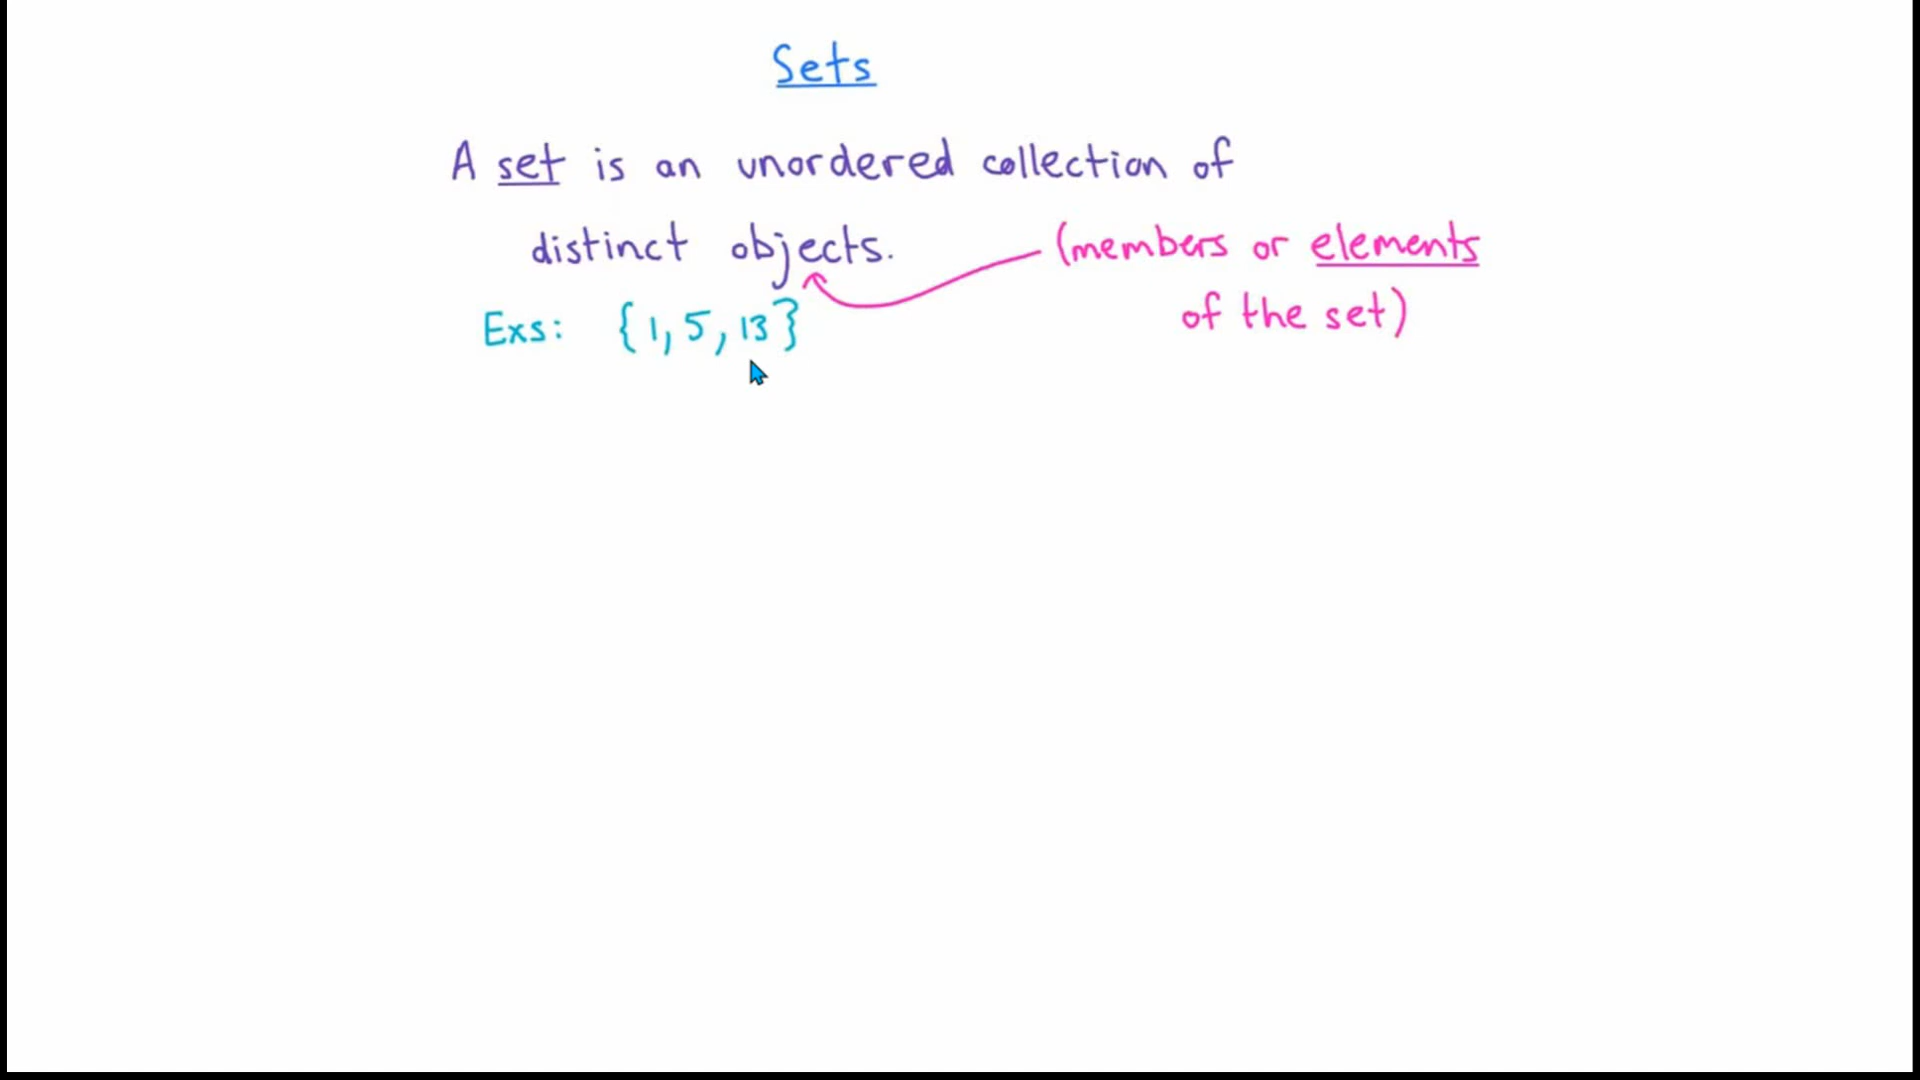 Sets
A set is an unordered collection of
distinct objects. (members or elements
of the set)
Exs: {1, 5, 13}